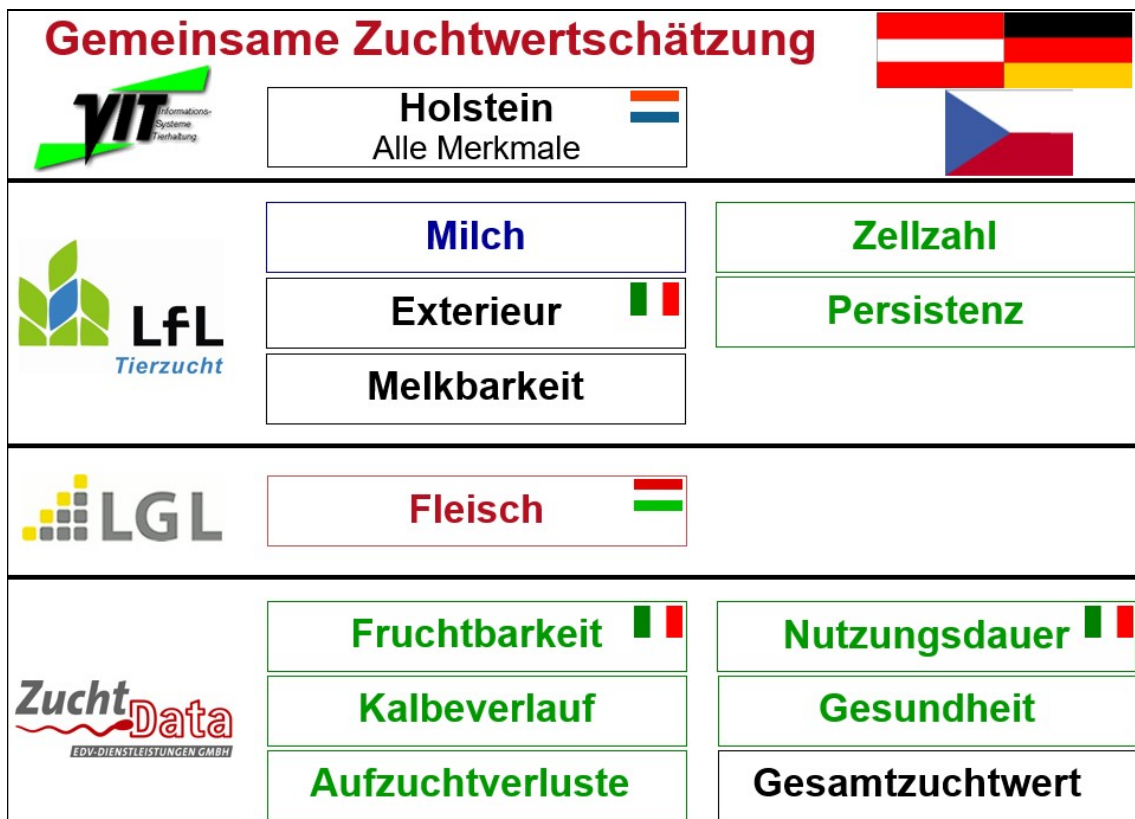 Gemeinsame Zuchtwertschätzung
VIT Informations-
Systeme
Tierhaltung
Holstein
Alle Merkmale
LfL
Tierzucht
Milch
Zellzahl
Exterieur
Persistenz
Melkbarkeit
LGL
Fleisch
ZuchtData
EDV-DIENSTLEISTUNGEN GMBH
Fruchtbarkeit
Nutzungsdauer
Kalbeverlauf
Gesundheit
Aufzuchtverluste
Gesamtzuchtwert